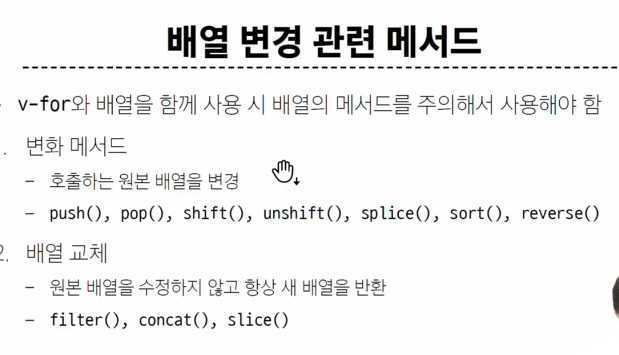 배열 변경 관련 메서드
v-for와 배열을 함께 사용 시 배열의 메서드를 주의해서 사용해야 함
1. 변화 메서드
– 호출하는 원본 배열을 변경
– push(), pop(), shift(), unshift(), splice(), sort(), reverse()
2. 배열 교체
– 원본 배열을 수정하지 않고 항상 새 배열을 반환
– filter(), concat(), slice()